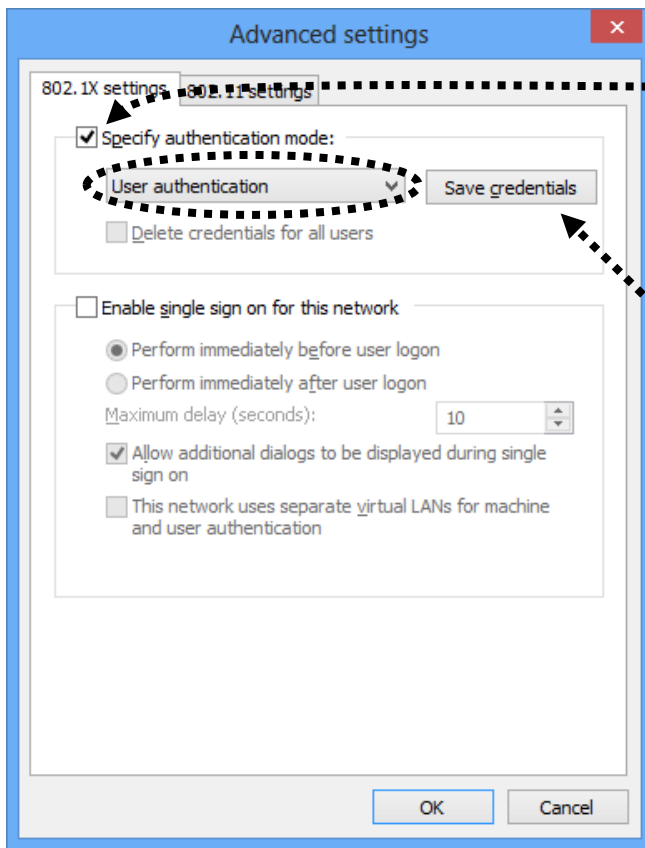 Advanced settings
802.1X settings
802.11 settings
Specify authentication mode:
User authentication
Save credentials
Delete credentials for all users
Enable single sign on for this network
Perform immediately before user logon
Perform immediately after user logon
Maximum delay (seconds):
10
Allow additional dialogs to be displayed during single
sign on
This network uses separate virtual LANs for machine
and user authentication
OK
Cancel